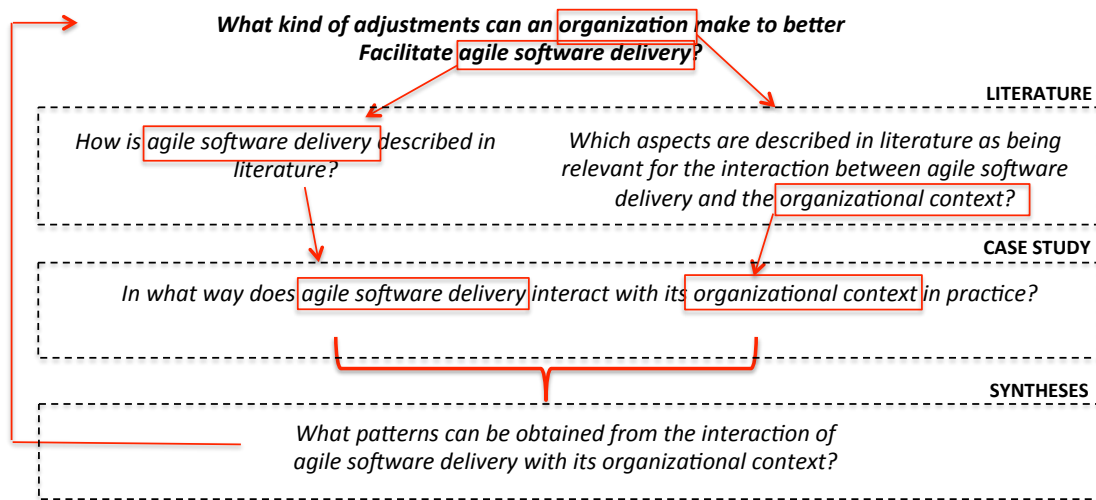 What kind of adjustments can an organization make to better
Facilitate agile software delivery?
LITERATURE
How is agile software delivery described in
literature?
Which aspects are described in literature as being
relevant for the interaction between agile software
delivery and the organizational context?
CASE STUDY
In what way does agile software delivery interact with its organizational context in practice?
SYNTHESES
What patterns can be obtained from the interaction of
agile software delivery with its organizational context?